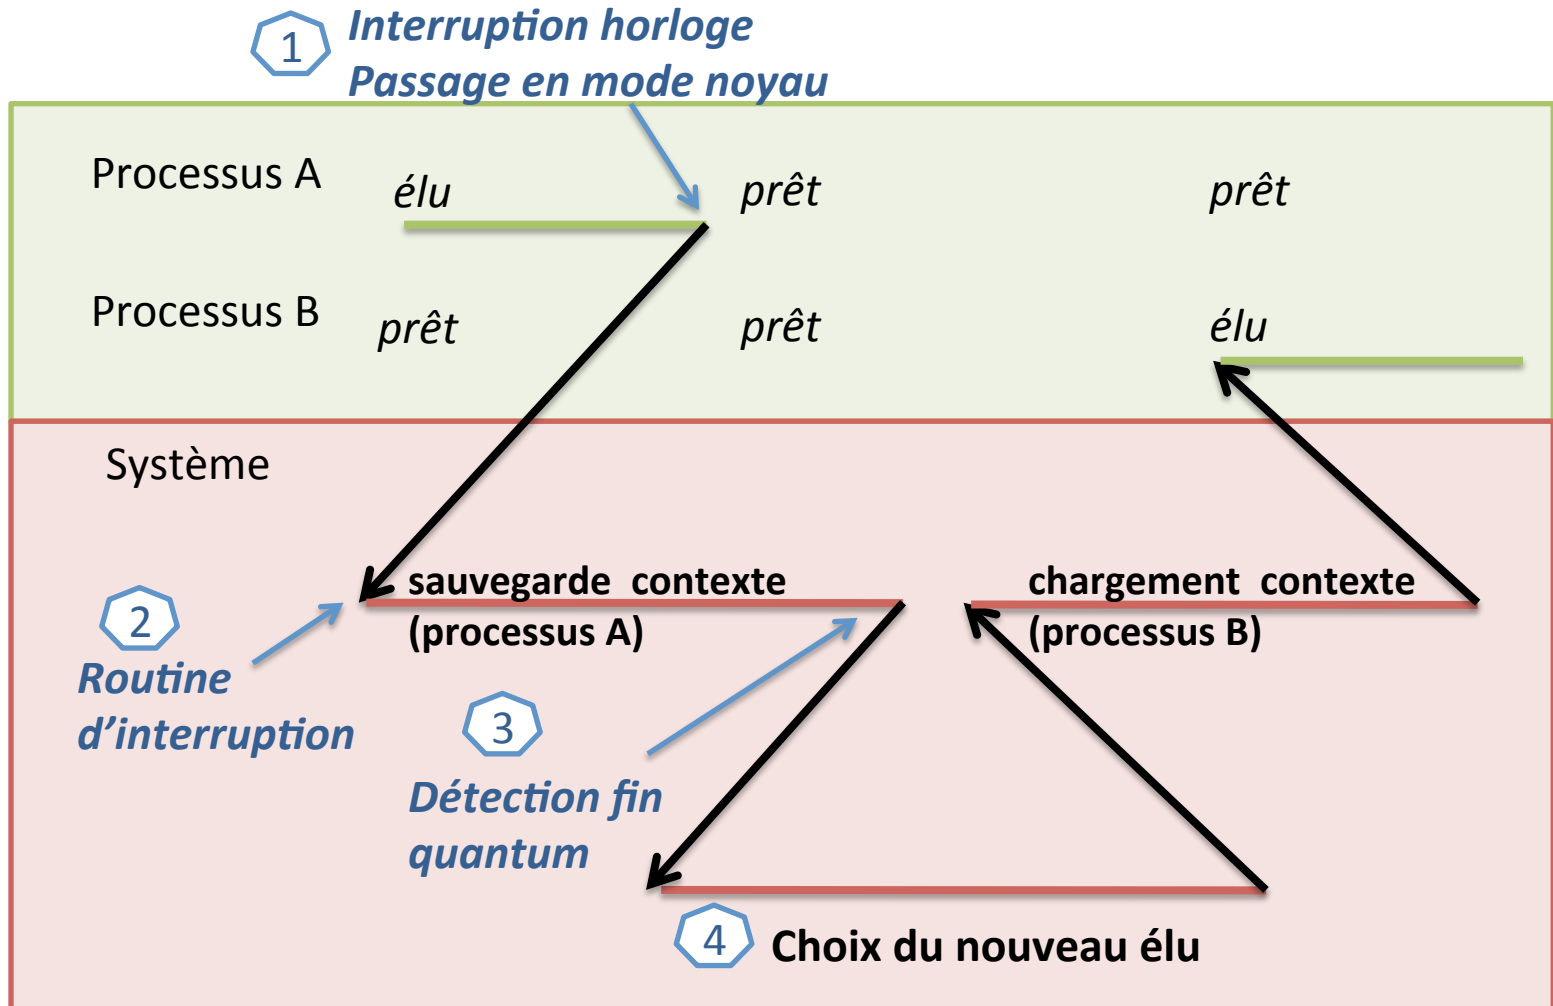 1
Interruption horloge
Passage en mode noyau
Processus A
élu
prêt
prêt
Processus B
prêt
prêt
élu
Système
sauvegarde contexte
(processus A)
chargement contexte
(processus B)
2
Routine
d’interruption
3
Détection fin
quantum
4
Choix du nouveau élu